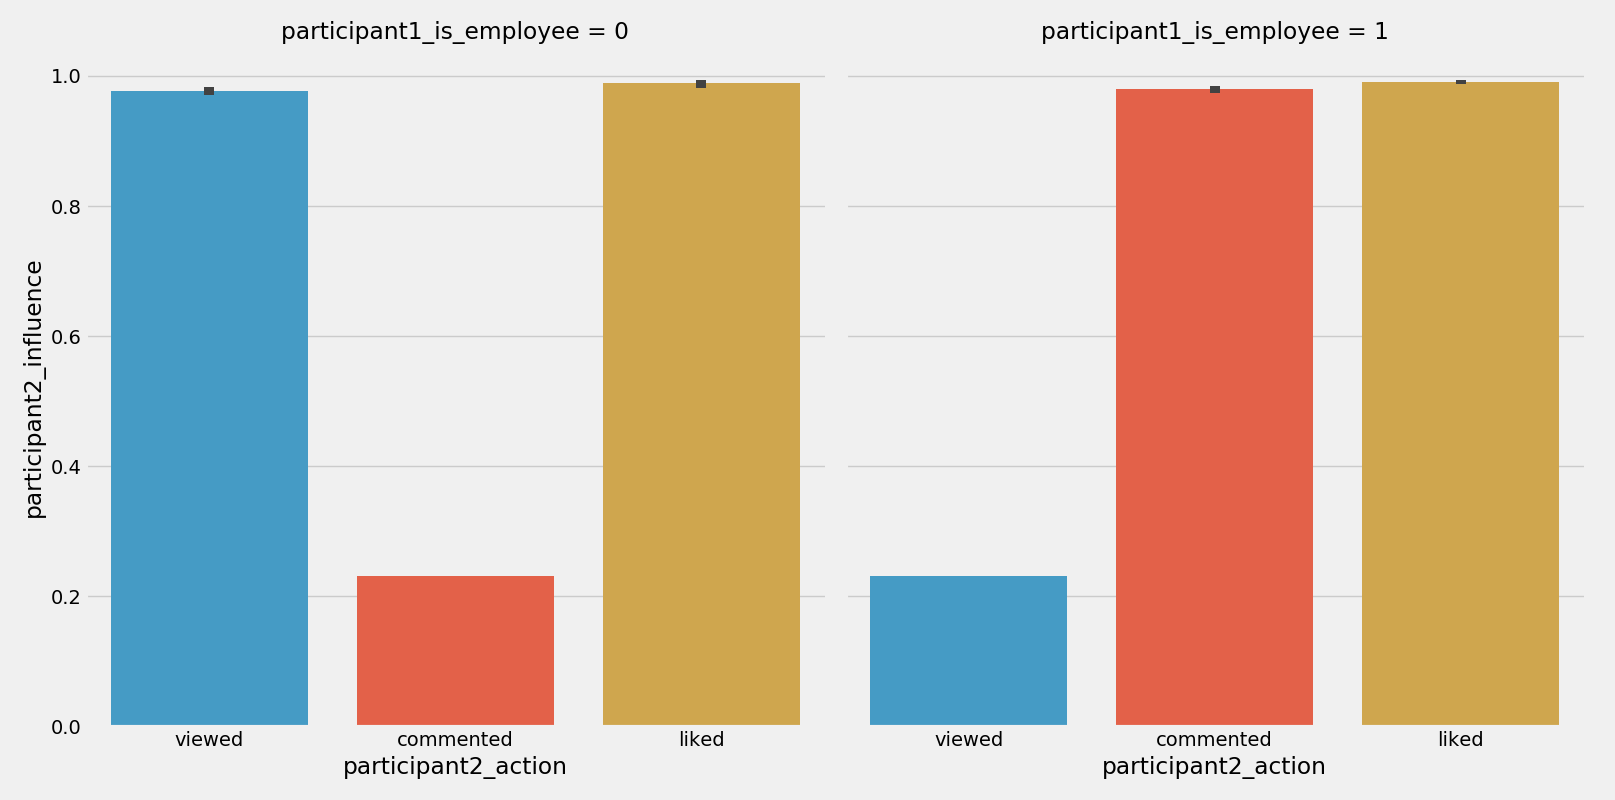 participant1_is_employee = 0
participant1_is_employee = 1
participant2_influence
1.0
0.8
0.6
0.4
0.2
0.0
viewed
commented
liked
viewed
commented
liked
participant2_action
participant2_action